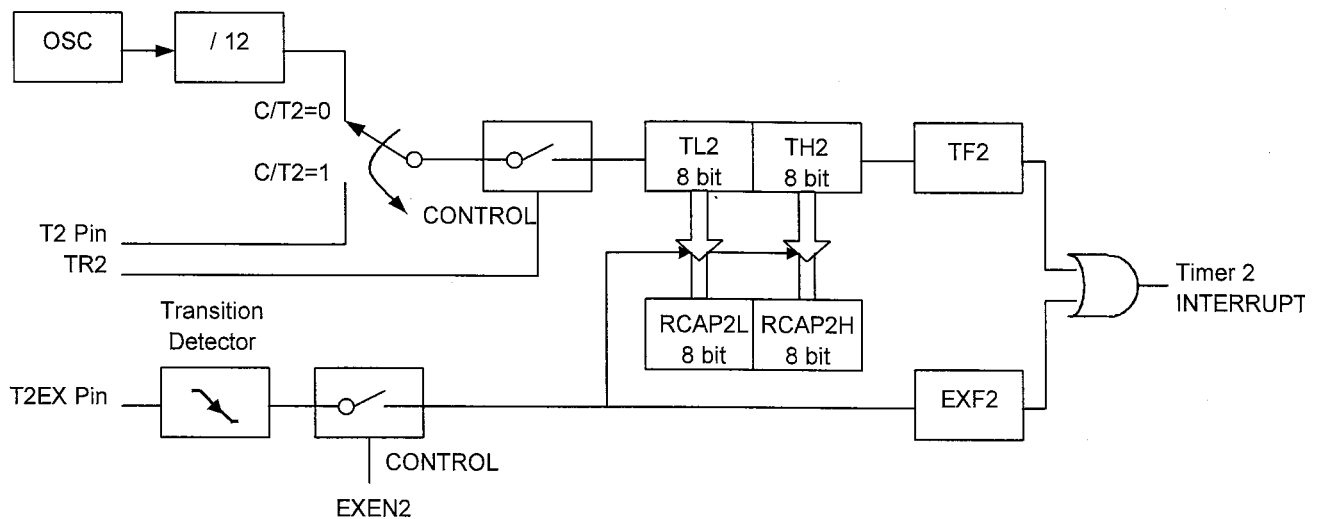 OSC
/ 12
C/T2=0
C/T2=1
CONTROL
T2 Pin
TR2
TL2
8 bit
TH2
8 bit
TF2
RCAP2L
8 bit
RCAP2H
8 bit
Timer 2
INTERRUPT
Transition
Detector
T2EX Pin
CONTROL
EXEN2
EXF2